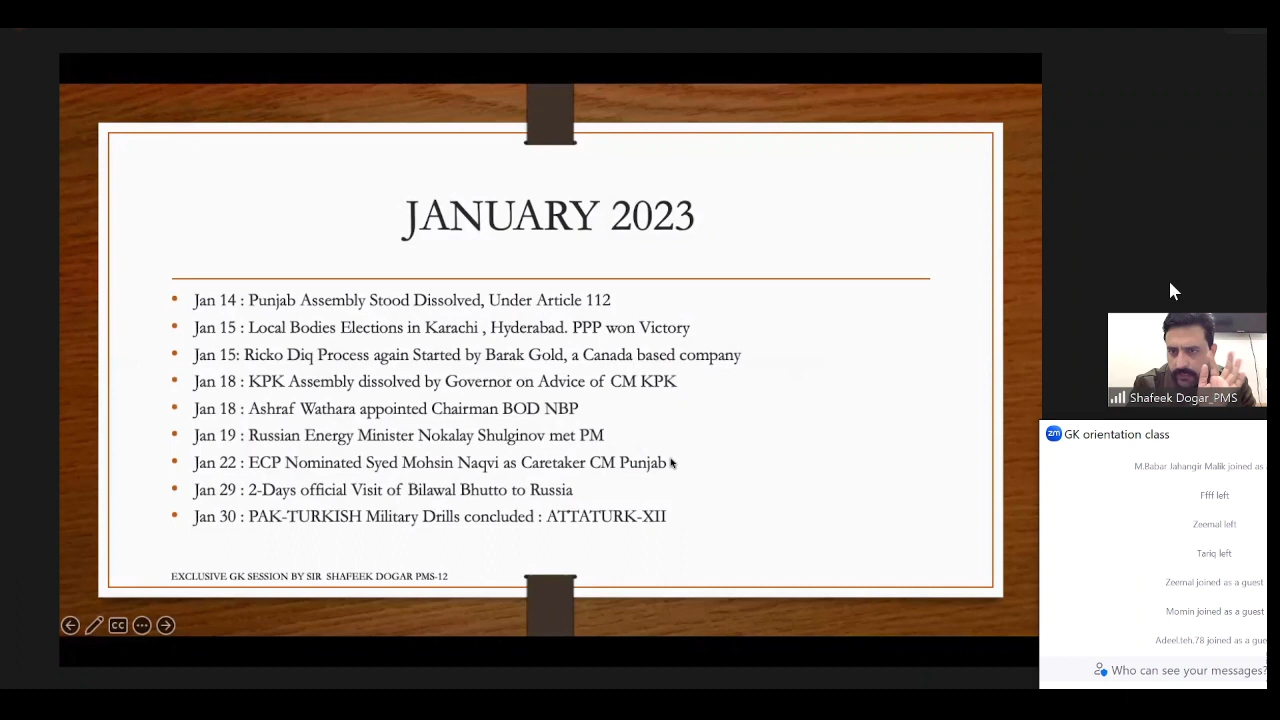 JANUARY 2023
Jan 14 : Punjab Assembly Stood Dissolved, Under Article 112
Jan 15 : Local Bodies Elections in Karachi , Hyderabad. PPP won Victory
Jan 15: Ricko Diq Process again Started by Barak Gold, a Canada based company
Jan 18 : KPK Assembly dissolved by Governor on Advice of CM KPK
Jan 18 : Ashraf Wathara appointed Chairman BOD NBP
Jan 19 : Russian Energy Minister Nokalay Shulginov met PM
Jan 22 : ECP Nominated Syed Mohsin Naqvi as Caretaker CM Punjab
Jan 29 : 2-Days official Visit of Bilawal Bhutto to Russia
Jan 30 : PAK-TURKISH Military Drills concluded : ATTATURK-XII
EXCLUSIVE GK SESSION BY SIR SHAFEEK DOGAR PMS-12
CC
Shafeek Dogar_PMS
zm GK orientation class
M.Babar Jahangir Malik joined as
Ffff left
Zeemal left
Tariq left
Zeemal joined as a guest
Momin joined as a guest
Adeel.teh.78 joined as a gue
Who can see your messages?